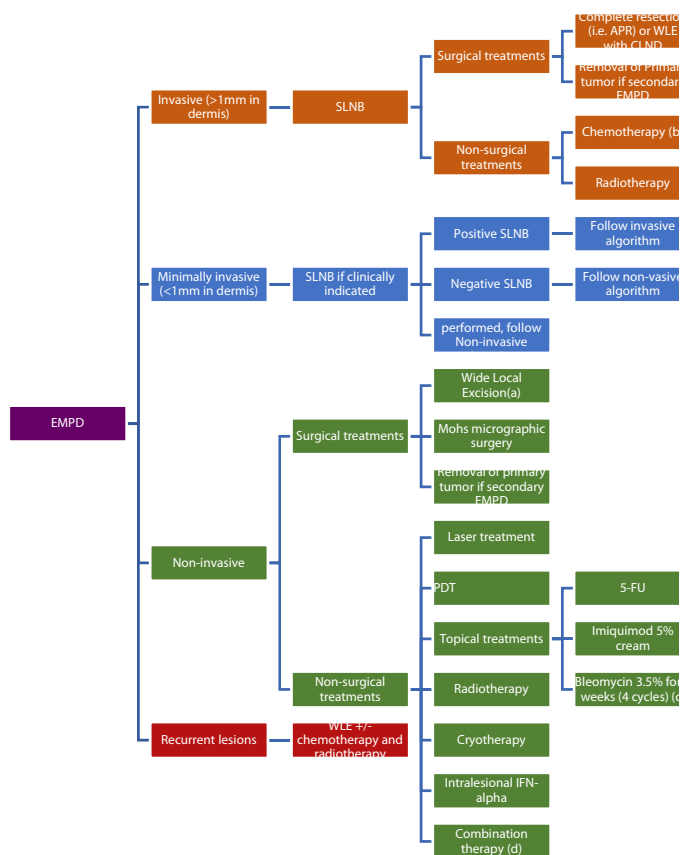 Complete resection
(i.e. APR) or WLE
with CLND
Surgical treatments
Removal of Primary
tumor if secondary
EMPD
Invasive (>1mm in
dermis)
SLNB
Chemotherapy (b
Non-surgical
treatments
Radiotherapy
Positive SLNB
Follow invasive
algorithm
Minimally invasive
(<1mm in dermis)
SLNB if clinically
indicated
Negative SLNB
Follow non-vasive
algorithm
performed, follow
Non-invasive
Wide Local
Excision(a)
EMPD
Surgical treatments
Mohs micrographic
surgery
Removal of primary
tumor if secondary
EMPD
Laser treatment
Non-invasive
PDT
5-FU
Topical treatments
Imiquimod 5%
cream
Non-surgical
treatments
Radiotherapy
Bleomycin 3.5% for
weeks (4 cycles) (c
Recurrent lesions
WLE +/-
chemotherapy and
radiotherapy
Cryotherapy
Intralesional IFN-
alpha
Combination
therapy (d)